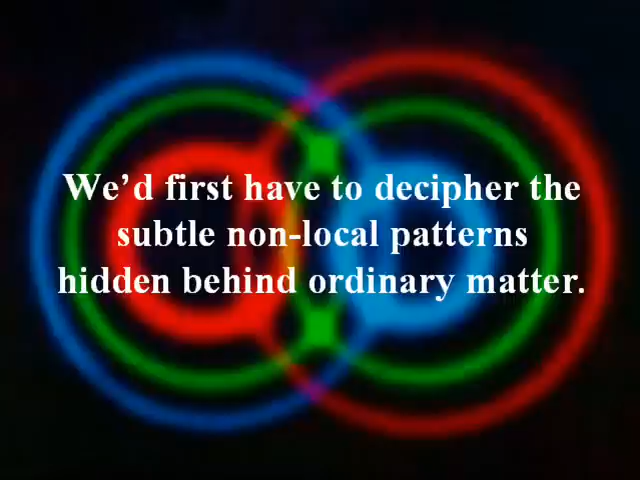 We’d first have to decipher the
subtle non-local patterns
hidden behind ordinary matter.